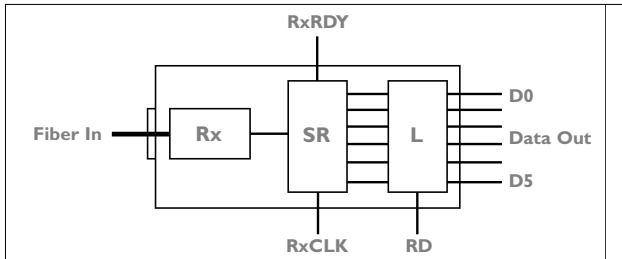 RxRDY
D0
Fiber In
Rx
SR
L
Data Out
D5
RxCLK
RD